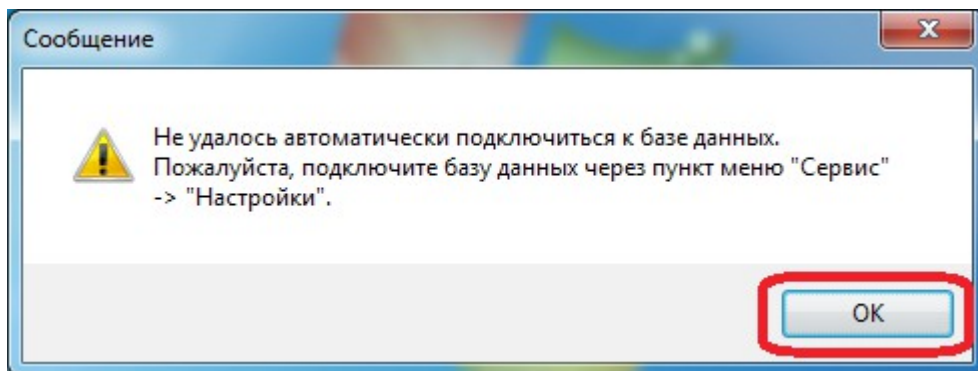 Сообщение
Не удалось автоматически подключиться к базе данных.
Пожалуйста, подключите базу данных через пункт меню "Сервис"
-> "Настройки".
OK